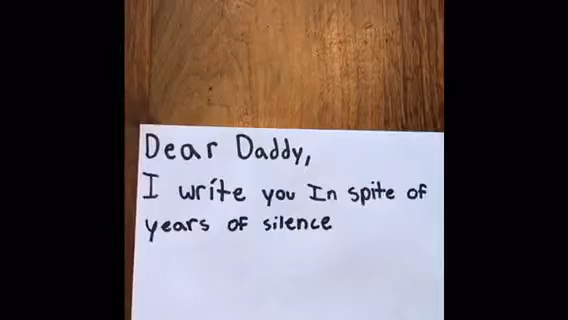 Dear Daddy,
I write you In spite of
years of silence